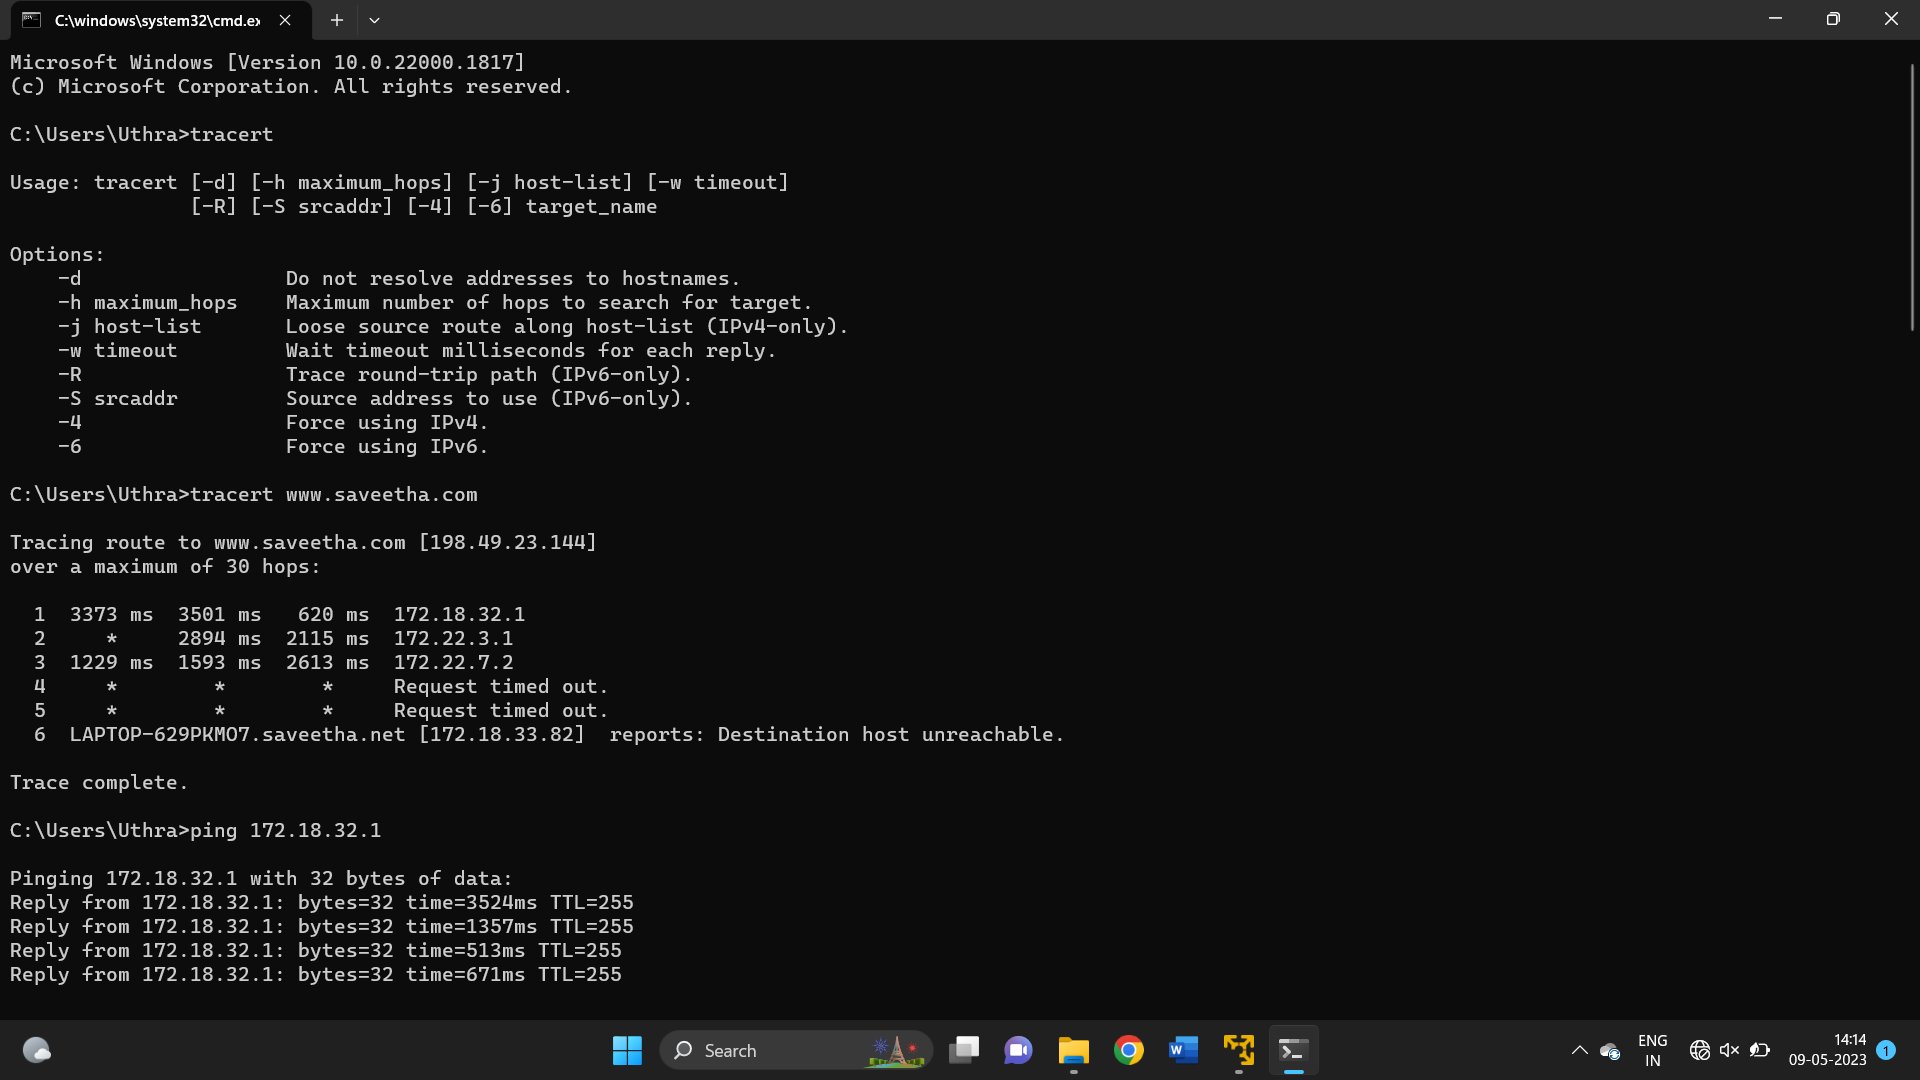 C:\windows\system32\cmd.ex
Microsoft Windows [Version 10.0.22000.1817]
(c) Microsoft Corporation. All rights reserved.
C:\Users\Uthra>tracert
Usage: tracert [-d] [-h maximum_hops] [-j host-list] [-w timeout]
               [-R] [-S srcaddr] [-4] [-6] target_name
Options:
    -d                 Do not resolve addresses to hostnames.
    -h maximum_hops    Maximum number of hops to search for target.
    -j host-list       Loose source route along host-list (IPv4-only).
    -w timeout         Wait timeout milliseconds for each reply.
    -R                 Trace round-trip path (IPv6-only).
    -S srcaddr         Source address to use (IPv6-only).
    -4                 Force using IPv4.
    -6                 Force using IPv6.
C:\Users\Uthra>tracert www.saveetha.com
Tracing route to www.saveetha.com [198.49.23.144]
over a maximum of 30 hops:
  1  3373 ms  3501 ms   620 ms  172.18.32.1
  2     *     2894 ms  2115 ms  172.22.3.1
  3  1229 ms  1593 ms  2613 ms  172.22.7.2
  4     *        *        *     Request timed out.
  5     *        *        *     Request timed out.
  6  LAPTOP-629PKMO7.saveetha.net [172.18.33.82]  reports: Destination host unreachable.
Trace complete.
C:\Users\Uthra>ping 172.18.32.1
Pinging 172.18.32.1 with 32 bytes of data:
Reply from 172.18.32.1: bytes=32 time=3524ms TTL=255
Reply from 172.18.32.1: bytes=32 time=1357ms TTL=255
Reply from 172.18.32.1: bytes=32 time=513ms TTL=255
Reply from 172.18.32.1: bytes=32 time=671ms TTL=255
Search
W
ENG
IN
14:14
09-05-2023
1